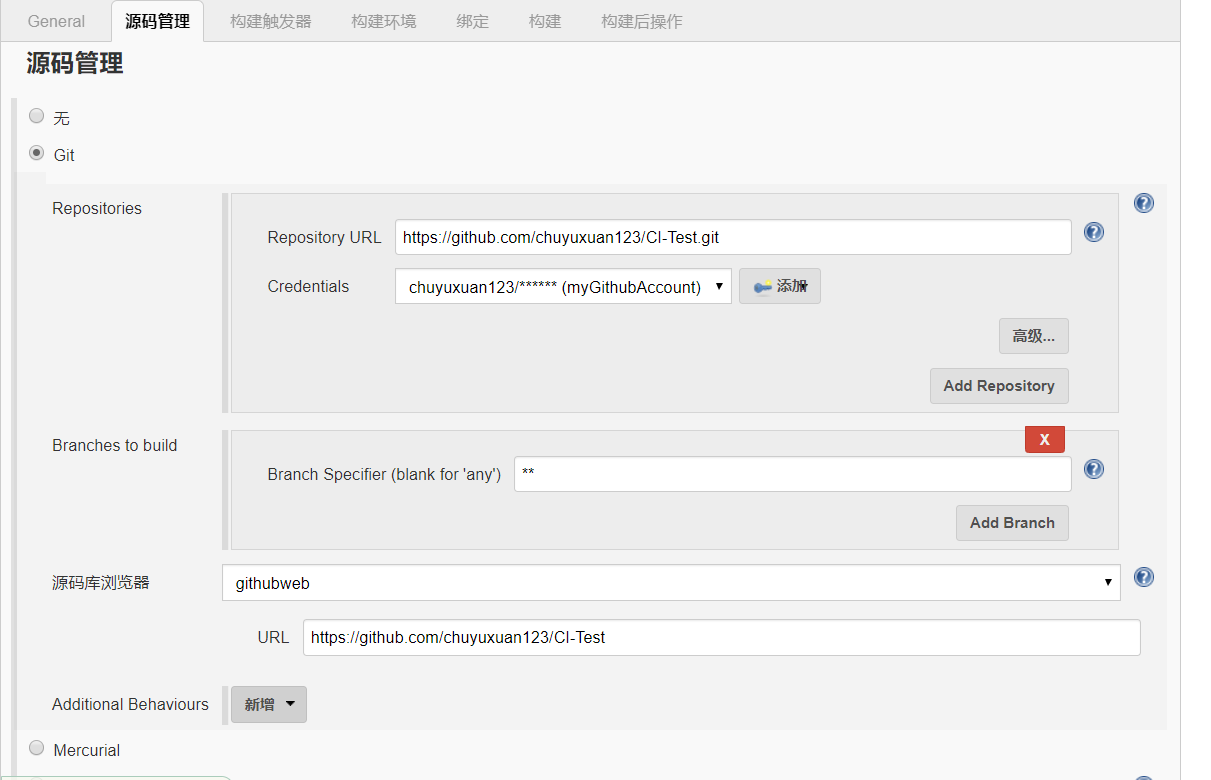 General 源码管理 构建触发器 构建环境 绑定 构建 构建后操作
源码管理
无
Git
Repositories
Repository URL https://github.com/chuyuxuan123/CI-Test.git
Credentials chuyuxuan123/****** (myGithubAccount) 添加
高级...
Add Repository
Branches to build
X
Branch Specifier (blank for 'any') **
Add Branch
源码库浏览器 githubweb
URL https://github.com/chuyuxuan123/CI-Test
Additional Behaviours 新增
Mercurial